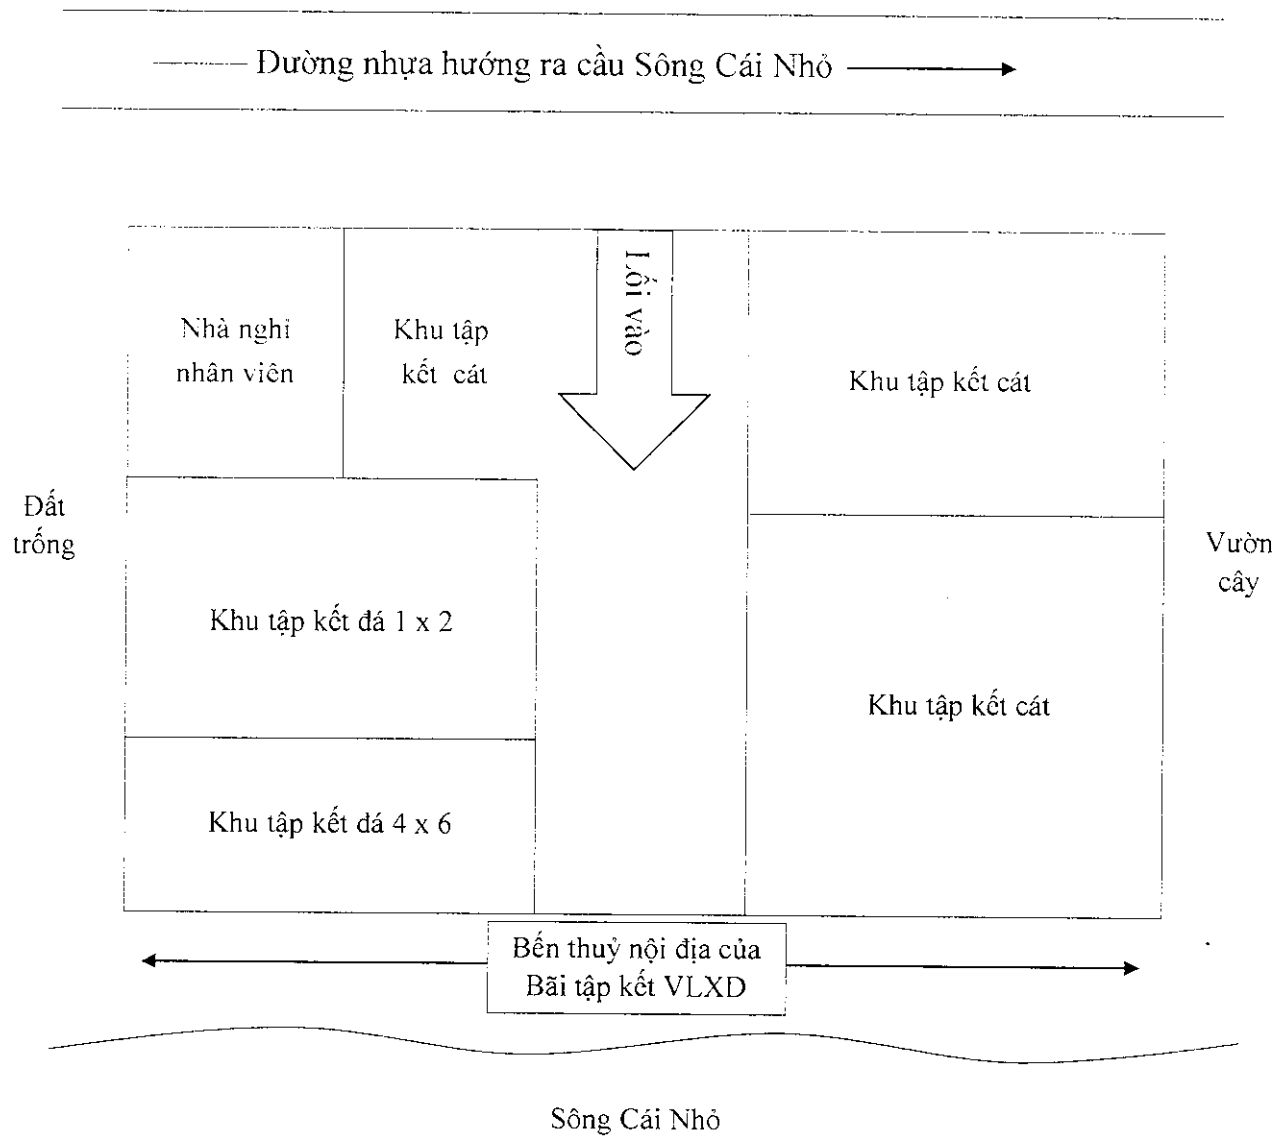 Đường nhựa hướng ra cầu Sông Cái Nhỏ
Lối vào
Nhà nghỉ
nhân viên
Khu tập
kết cát
Khu tập kết cát
Đất
trống
Vườn
cây
Khu tập kết đá 1 x 2
Khu tập kết cát
Khu tập kết đá 4 x 6
Bến thuỷ nội địa của
Bãi tập kết VLXD
Sông Cái Nhỏ